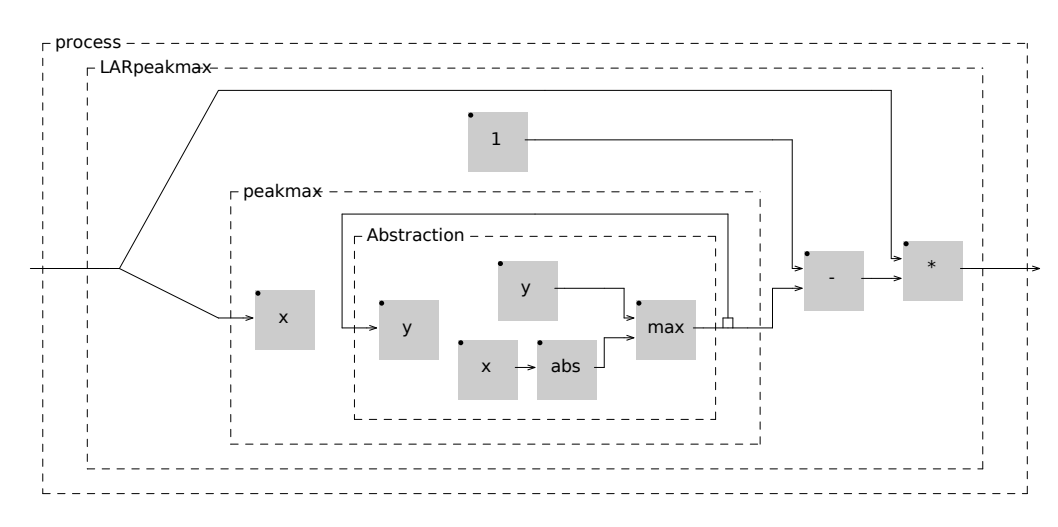 process
LARpeakmax
1
peakmax
Abstraction
y
x
y
max
x
abs
-
*